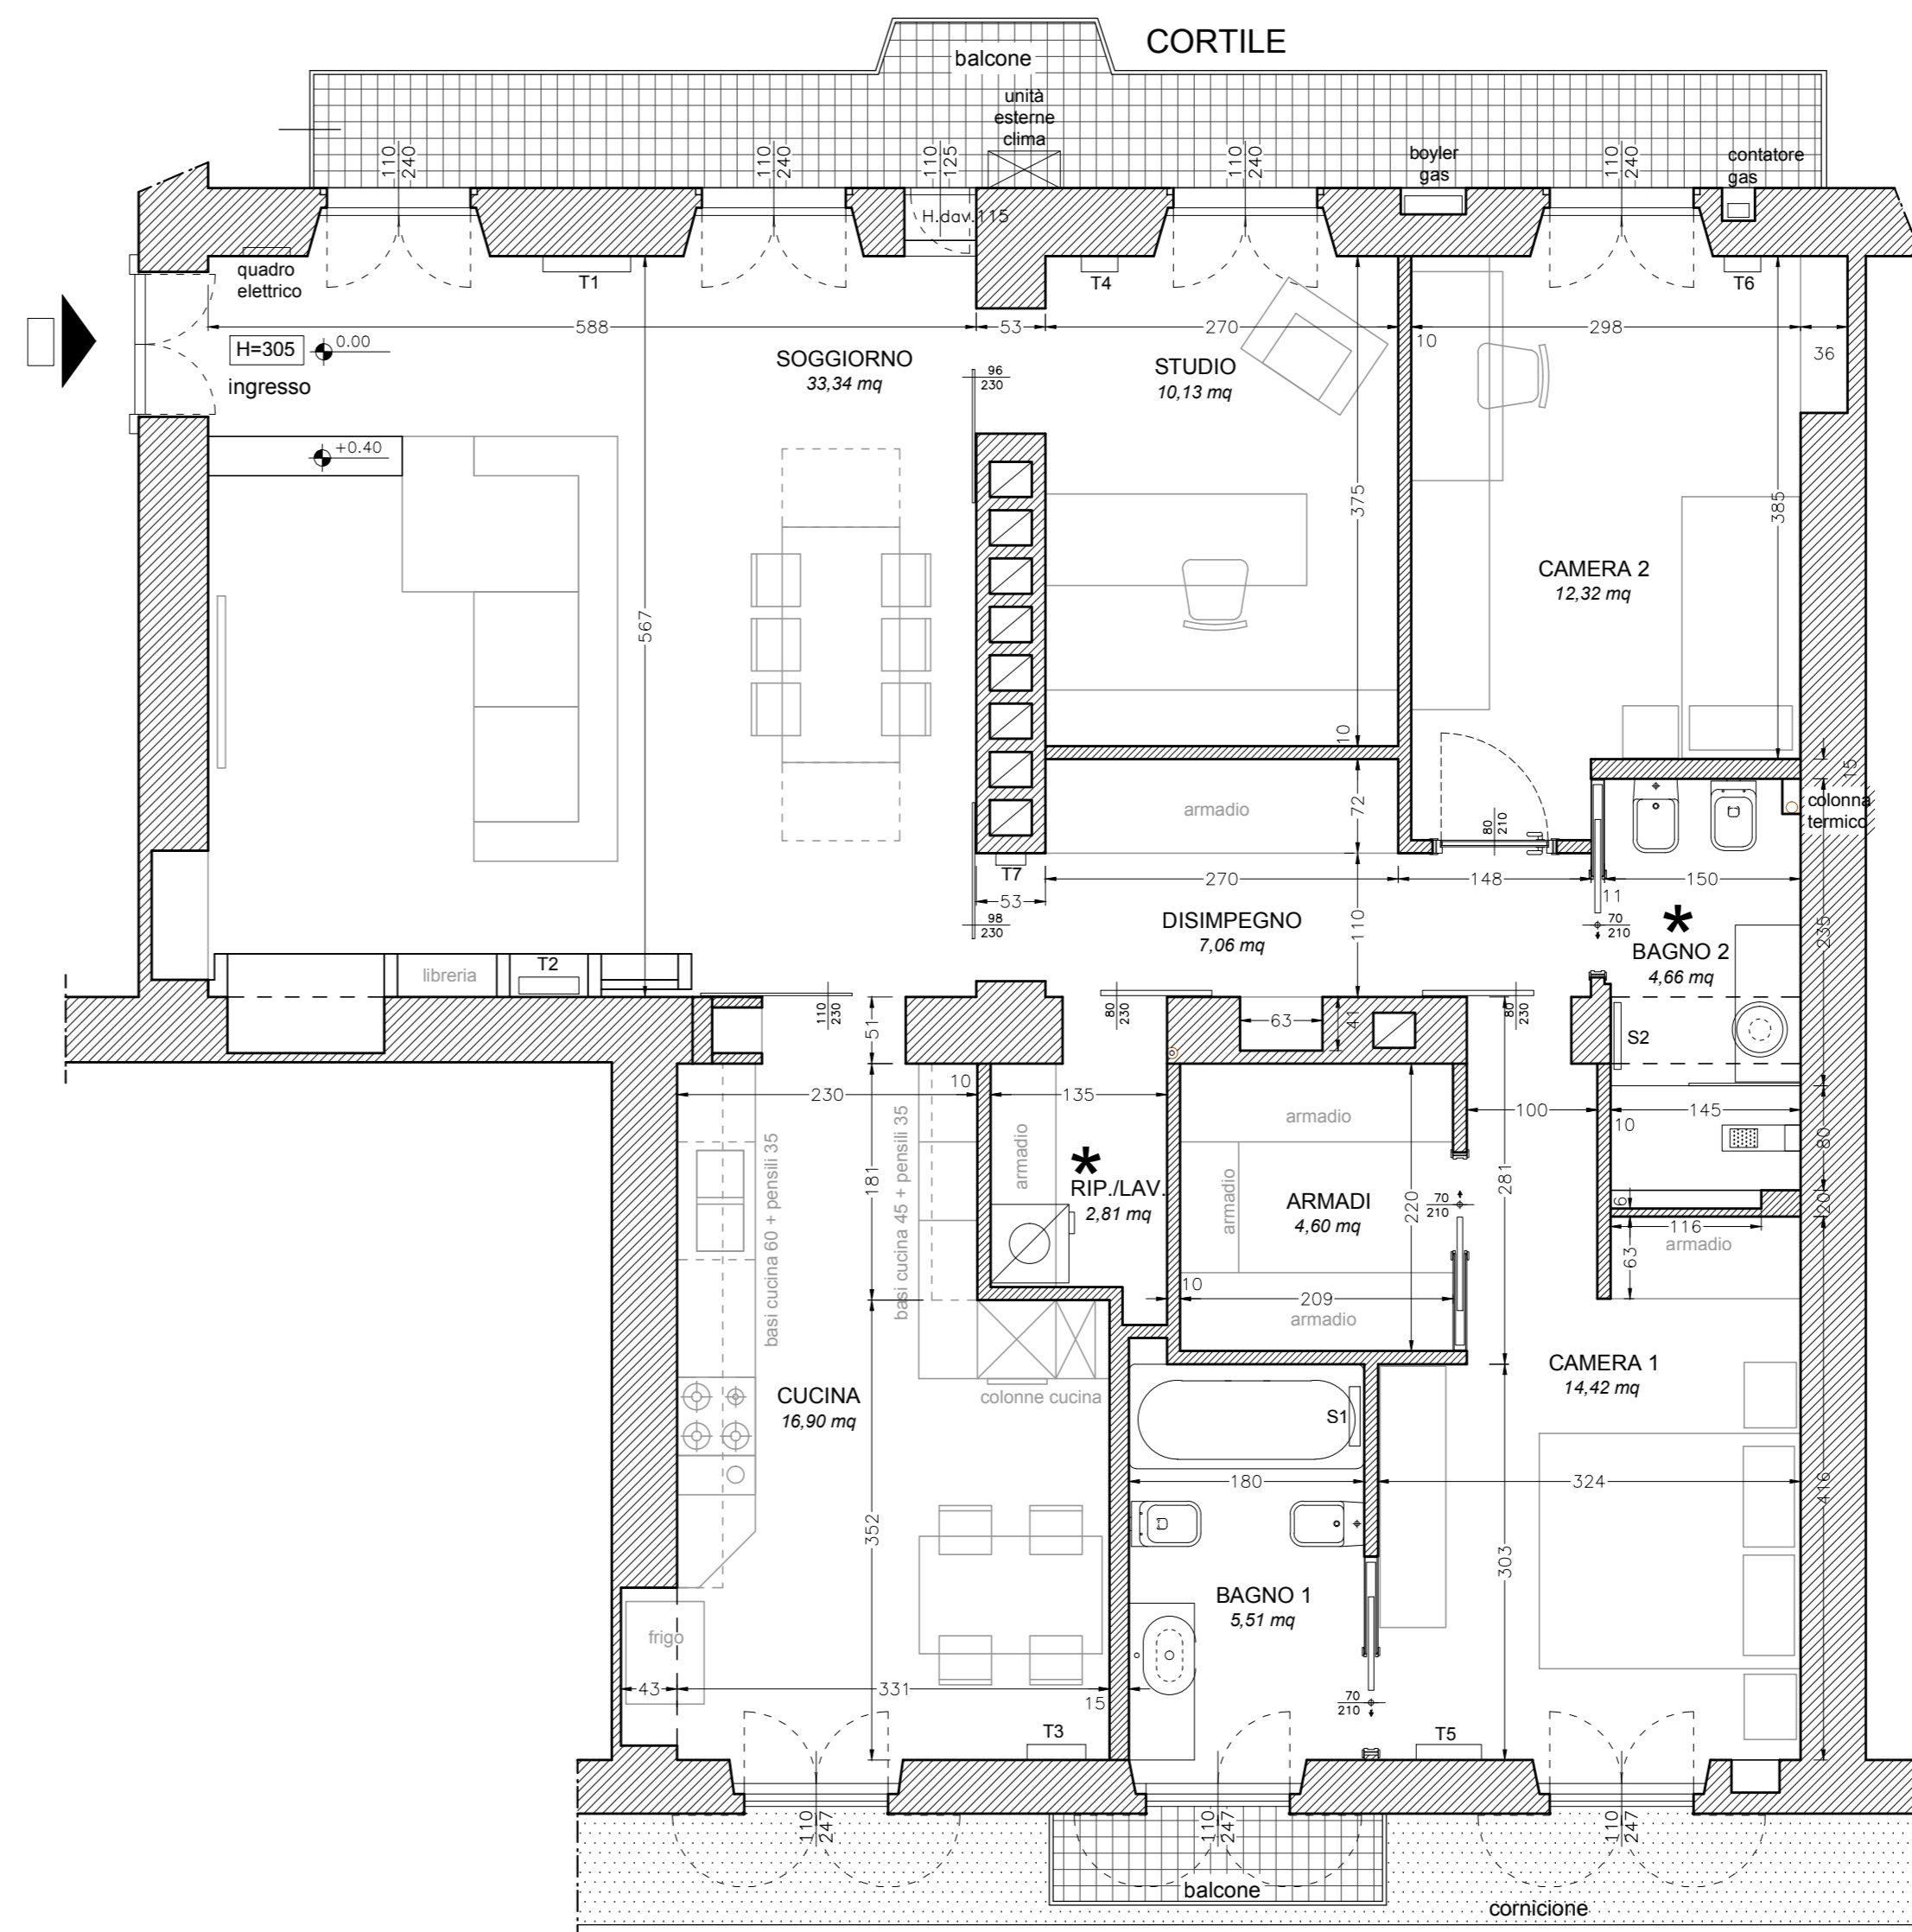 CORTILE
balcone
unità
esterne
clima
110
240
110
240
110
125
110
240
boyler
gas
110
240
contatore
gas
H.dav.115
quadro
elettrico
T1
T4
T6
588
53
270
10
298
36
H=305
0.00
ingresso
SOGGIORNO
33,34 mq
96
230
STUDIO
10,13 mq
+0.40
375
385
CAMERA 2
12,32 mq
567
10
15
armadio
72
80
210
colonna
termico
T7
53
270
148
11
150
98
230
DISIMPEGNO
7,06 mq
110
70
210
*
BAGNO 2
4,66 mq
235
libreria
T2
110
230
51
80
230
63
41
80
230
S2
230
10
135
armadio
100
145
10
80
basi cucina 60 + pensili 35
181
basi cucina 45 + pensili 35
armadio
*
RIP./LAV.
2,81 mq
armadio
ARMADI
4,60 mq
220
70
210
281
6
20
116
armadio
63
10
209
armadio
CUCINA
16,90 mq
colonne cucina
S1
CAMERA 1
14,42 mq
180
324
416
352
303
BAGNO 1
5,51 mq
frigo
43
331
15
70
210
T3
T5
110
247
110
247
110
247
balcone
cornicione